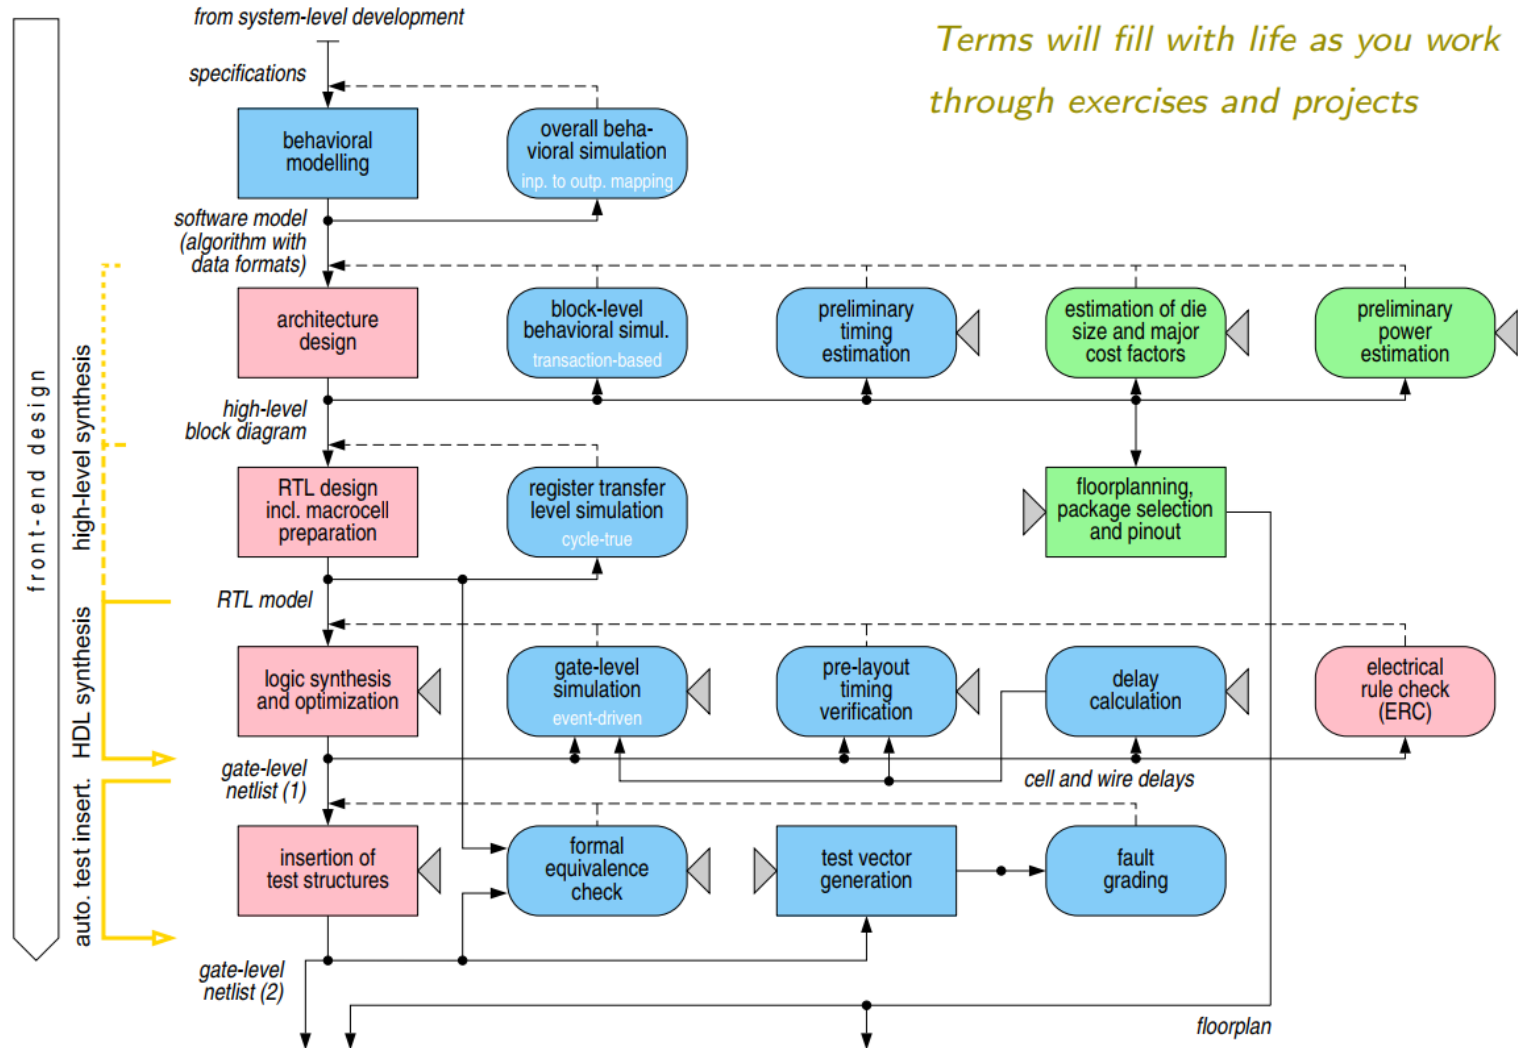 from system-level development
Terms will fill with life as you work
through exercises and projects
specifications
behavioral
modelling
overall beha-
vioral simulation
inp. to outp. mapping
software model
(algorithm with
data formats)
architecture
design
block-level
behavioral simul.
transaction-based
preliminary
timing
estimation
estimation of die
size and major
cost factors
preliminary
power
estimation
high-level
block diagram
RTL design
incl. macrocell
preparation
register transfer
level simulation
cycle-true
floorplanning,
package selection
and pinout
RTL model
logic synthesis
and optimization
gate-level
simulation
event-driven
pre-layout
timing
verification
delay
calculation
electrical
rule check
(ERC)
gate-level
netlist (1)
cell and wire delays
insertion of
test structures
formal
equivalence
check
test vector
generation
fault
grading
gate-level
netlist (2)
floorplan
front-end design
high-level synthesis
HDL synthesis
auto. test insert.